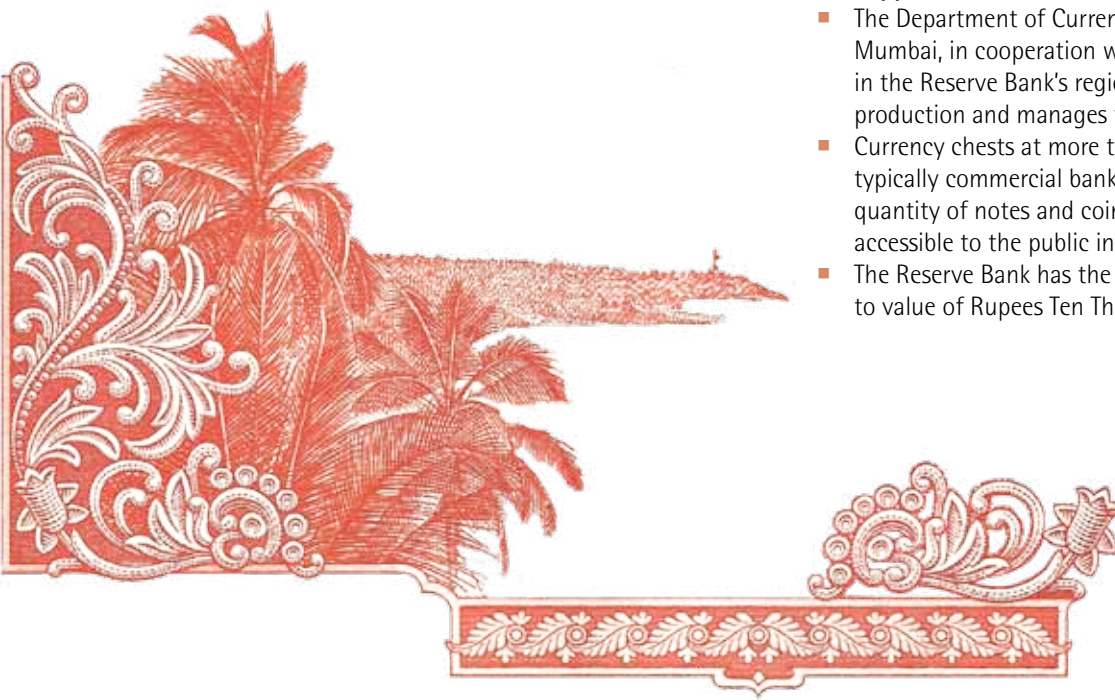 The Department of Curren
Mumbai, in cooperation w
in the Reserve Bank's regi
production and manages
Currency chests at more t
typically commercial bank
quantity of notes and coi
accessible to the public in
The Reserve Bank has the
to value of Rupees Ten Th